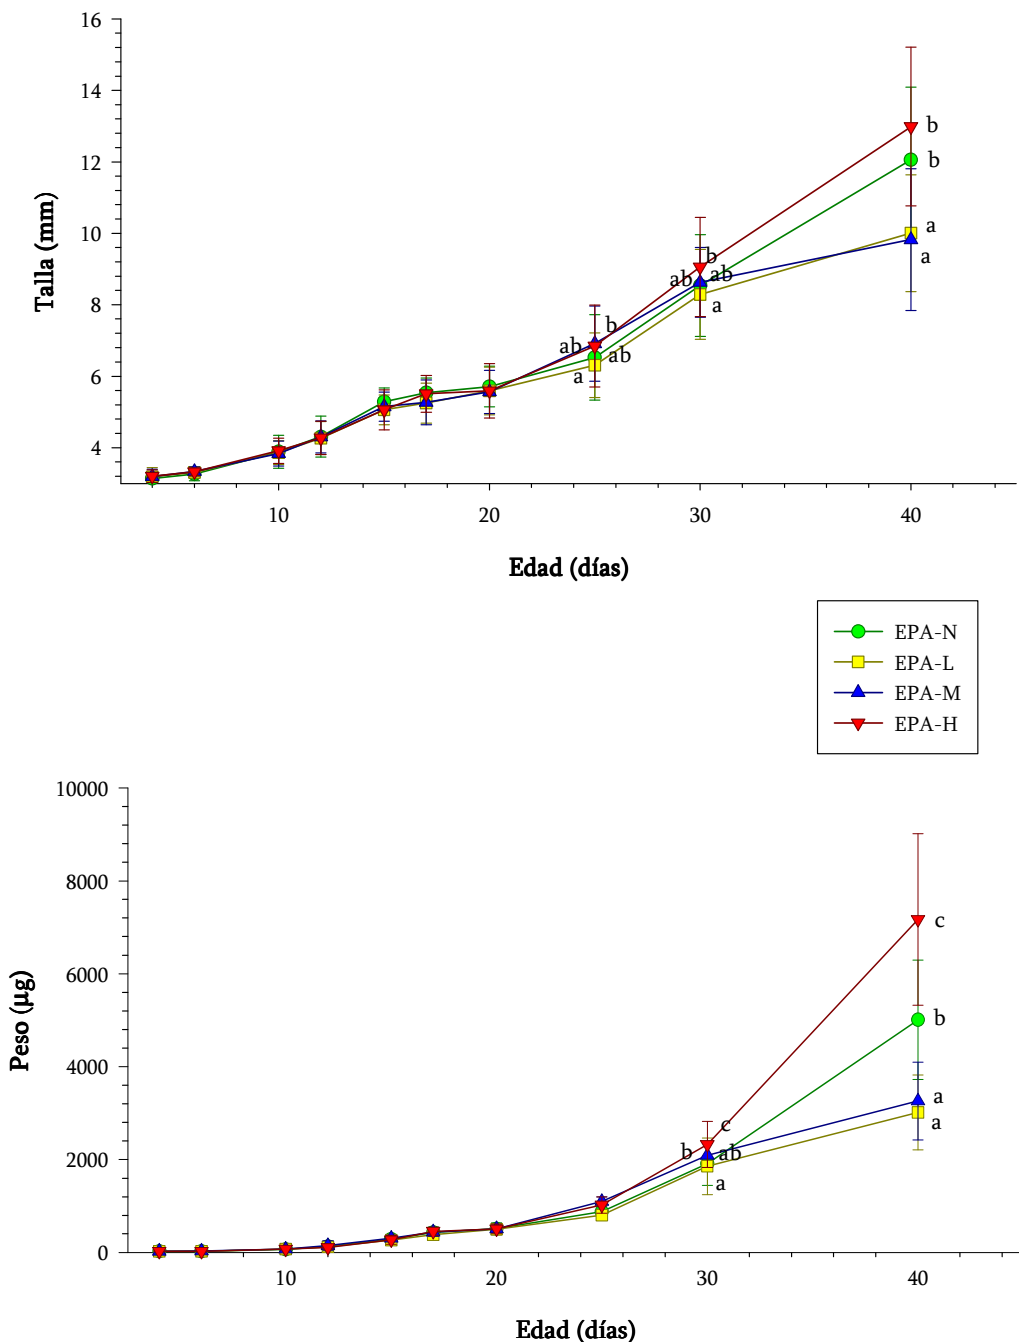 16
14
12
10
8
6
4
Talla (mm)
b
b
a
a
b
ab
ab
a
b
ab
ab
a
10
20
30
40
Edad (días)
EPA-N
EPA-L
EPA-M
EPA-H
10000
8000
6000
4000
2000
0
Peso (µg)
c
b
a
a
c
b
ab
a
10
20
30
40
Edad (días)